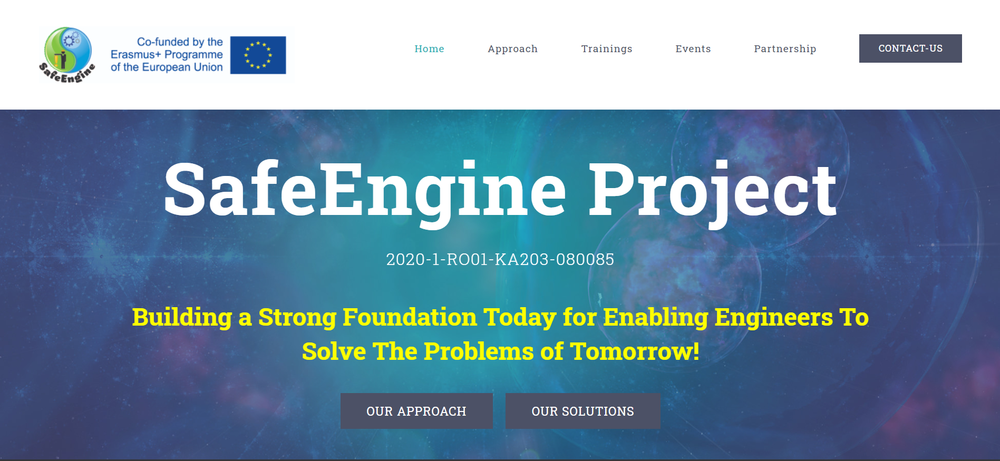 SafeEngine
Co-funded by the
Erasmus+ Programme
of the European Union
Home
Approach
Trainings
Events
Partnership
CONTACT-US
SafeEngine Project
2020-1-RO01-KA203-080085
Building a Strong Foundation Today for Enabling Engineers To
Solve The Problems of Tomorrow!
OUR APPROACH
OUR SOLUTIONS